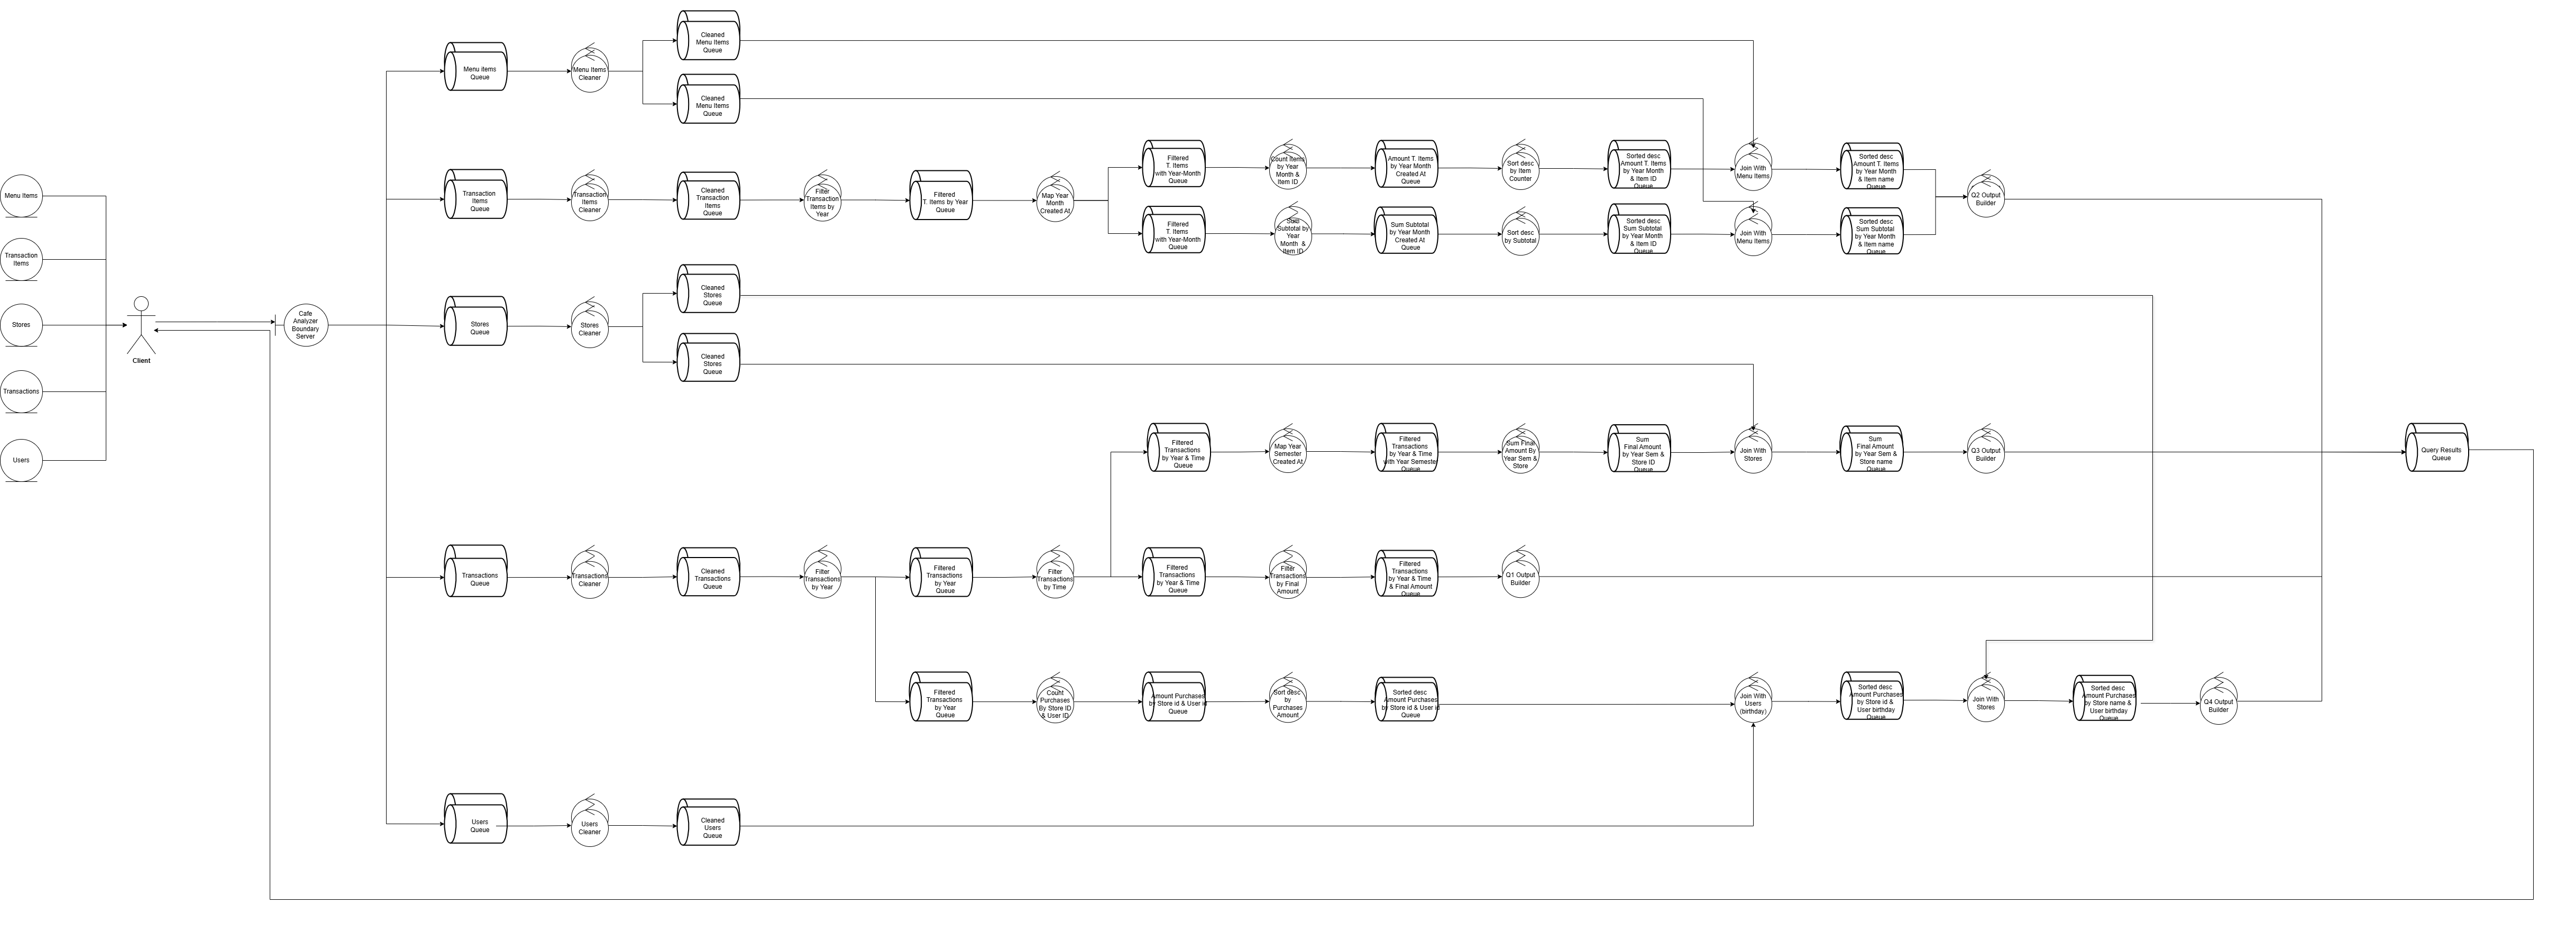 Menu Items
Transaction
Items
Stores
Transactions
Users
Client
Cafe
Analyzer
Boundary
Server
Menu items
Queue
Menu Items
Cleaner
Cleaned
Menu Items
Queue
Cleaned
Menu Items
Queue
Transaction
Items
Queue
Transaction
Items
Cleaner
Cleaned
Transaction
Items
Queue
Filter
Transaction
Items by
Year
Filtered
T. Items by Year
Queue
Map Year
Month
Created At
Filtered
T. Items
with Year-Month
Queue
Count Items
by Year
Month &
Item ID
Amount T. Items
by Year Month
Created At
Queue
Sort desc
by Item
Counter
Sorted desc
Amount T. Items
by Year Month
& Item ID
Queue
Join With
Menu Items
Sorted desc
Amount T. Items
by Year Month
& Item name
Queue
Filtered
T. Items
with Year-Month
Queue
Sum
Subtotal by
Year
Month &
Item ID
Sum Subtotal
by Year Month
Created At
Queue
Sort desc
by Subtotal
Sorted desc
Sum Subtotal
by Year Month
& Item ID
Queue
Join With
Menu Items
Sorted desc
Sum Subtotal
by Year Month
& Item name
Queue
Q2 Output
Builder
Stores
Queue
Stores
Cleaner
Cleaned
Stores
Queue
Cleaned
Stores
Queue
Filtered
Transactions
by Year & Time
Queue
Map Year
Semester
Created At
Filtered
Transactions
by Year & Time
with Year Semester
Queue
Sum Final
Amount By
Year Sem &
Store
Sum
Final Amount
by Year Sem &
Store ID
Queue
Join With
Stores
Sum
Final Amount
by Year Sem &
Store name
Queue
Q3 Output
Builder
Query Results
Queue
Transactions
Queue
Transactions
Cleaner
Cleaned
Transactions
Queue
Filter
Transactions
by Year
Filtered
Transactions
by Year
Queue
Filter
Transactions
by Time
Filtered
Transactions
by Year & Time
Queue
Filter
Transactions
by Final
Amount
Filtered
Transactions
by Year & Time
& Final Amount
Queue
Q1 Output
Builder
Filtered
Transactions
by Year
Queue
Count
Purchases
By Store ID
& User ID
Amount Purchases
by Store id & User id
Queue
Sort desc
by
Purchases
Amount
Sorted desc
Amount Purchases
by Store id & User id
Queue
Join With
Users
(birthday)
Sorted desc
Amount Purchases
by Store id &
User birthday
Queue
Join With
Stores
Sorted desc
Amount Purchases
by Store name &
User birthday
Queue
Q4 Output
Builder
Users
Queue
Users
Cleaner
Cleaned
Users
Queue